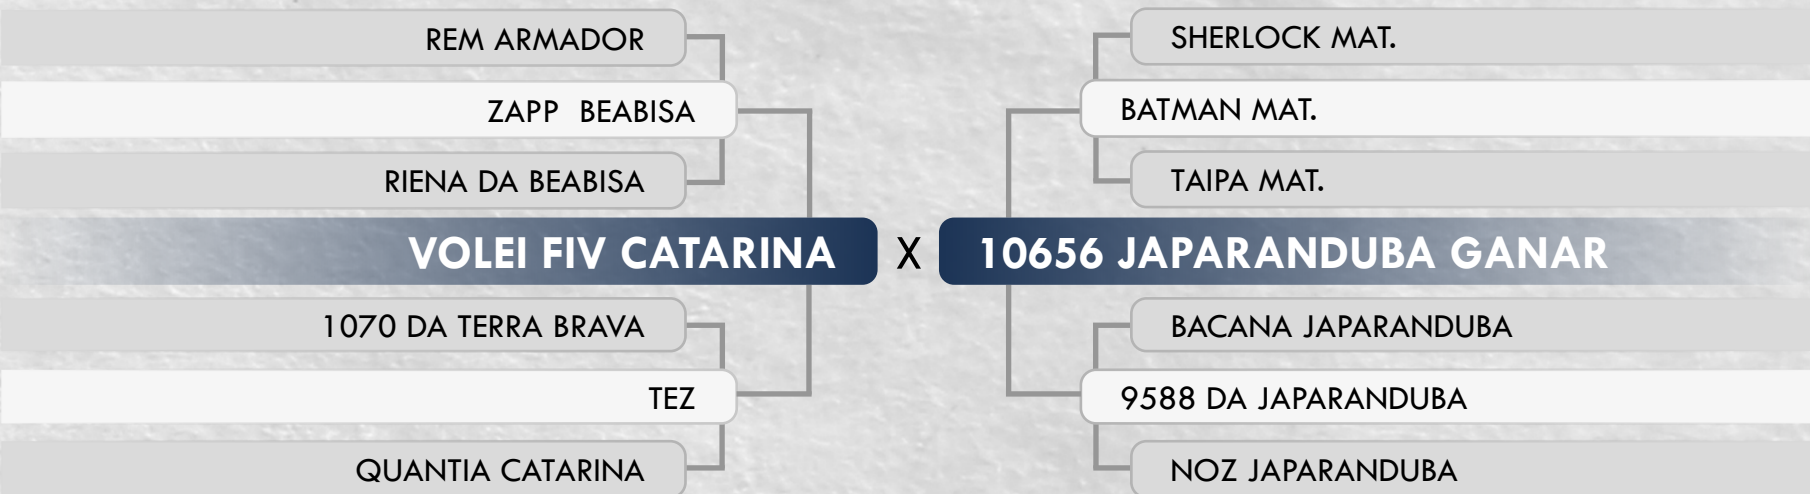 REM ARMADOR
ZAPP BEABISA
RIENA DA BEABISA
VOLEI FIV CATARINA
1070 DA TERRA BRAVA
TEZ
QUANTIA CATARINA
X
SHERLOCK MAT.
BATMAN MAT.
TAIPA MAT.
10656 JAPARANDUBA GANAR
BACANA JAPARANDUBA
9588 DA JAPARANDUBA
NOZ JAPARANDUBA